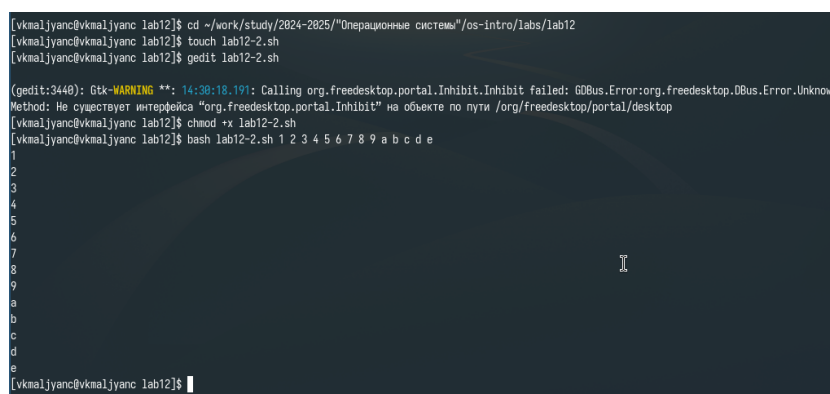 [vkmaljyanc@vkmaljyanc lab12]$ cd ~/work/study/2024-2025/"Операционные системы"/os-intro/labs/lab12
[vkmaljyanc@vkmaljyanc lab12]$ touch lab12-2.sh
[vkmaljyanc@vkmaljyanc lab12]$ gedit lab12-2.sh
(gedit:3440): Gtk-WARNING **: 14:30:18.191: Calling org.freedesktop.portal.Inhibit.Inhibit failed: GDBus.Error:org.freedesktop.DBus.Error.Unknow
Method: Не существует интерфейса “org.freedesktop.portal.Inhibit” на объекте по пути /org/freedesktop/portal/desktop
[vkmaljyanc@vkmaljyanc lab12]$ chmod +x lab12-2.sh
[vkmaljyanc@vkmaljyanc lab12]$ bash lab12-2.sh 1 2 3 4 5 6 7 8 9 a b c d e
1
2
3
4
5
6
7
8
9
a
b
c
d
e
[vkmaljyanc@vkmaljyanc lab12]$